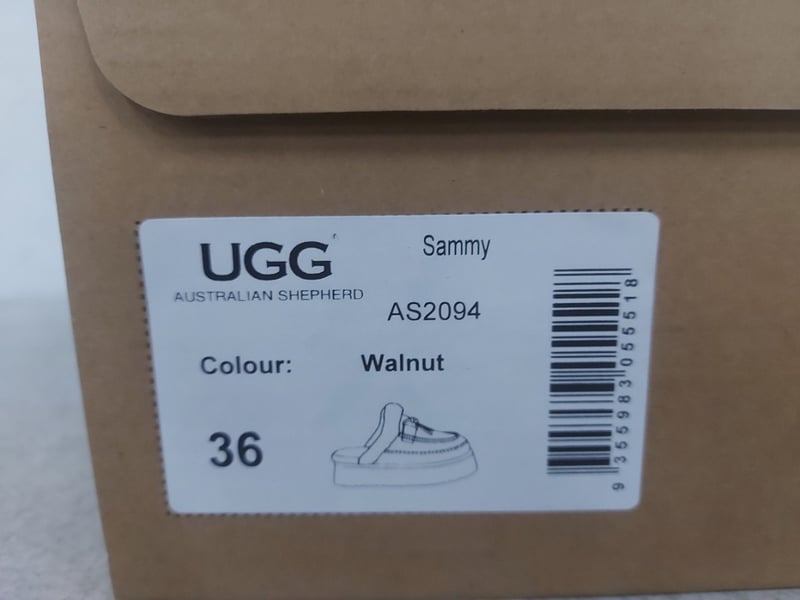 UGG
AUSTRALIAN SHEPHERD
Sammy
AS2094
Colour: Walnut
36
9 355983 055518